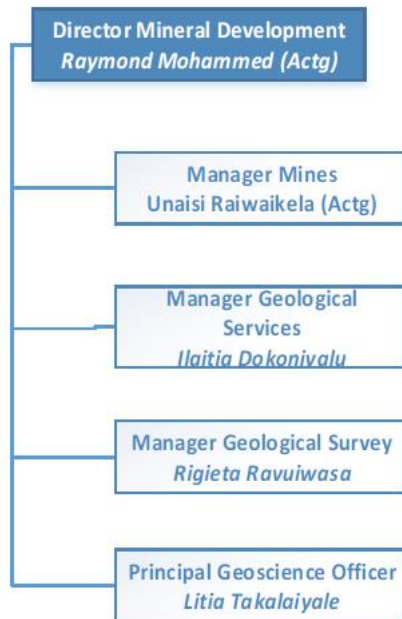 Director Mineral Development
Raymond Mohammed (Actg)
Manager Mines
Unaisi Raiwaikela (Actg)
Manager Geological
Services
Ilaitia Dokonivalu
Manager Geological Survey
Rigieta Ravuiwasa
Principal Geoscience Officer
Litia Takalaiyale